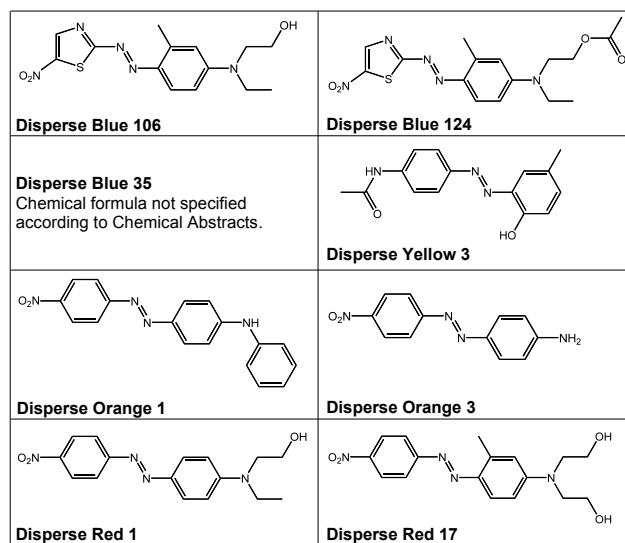 OH
N
N
N
N
S
O₂N
Disperse Blue 106
O
O
N
N
N
N
S
O₂N
Disperse Blue 124
Disperse Blue 35
Chemical formula not specified
according to Chemical Abstracts.
HN
N
N
O
HO
Disperse Yellow 3
O₂N
N
N
NH
Disperse Orange 1
O₂N
N
N
NH₂
Disperse Orange 3
OH
O₂N
N
N
N
Disperse Red 1
OH
O₂N
N
N
N
OH
Disperse Red 17